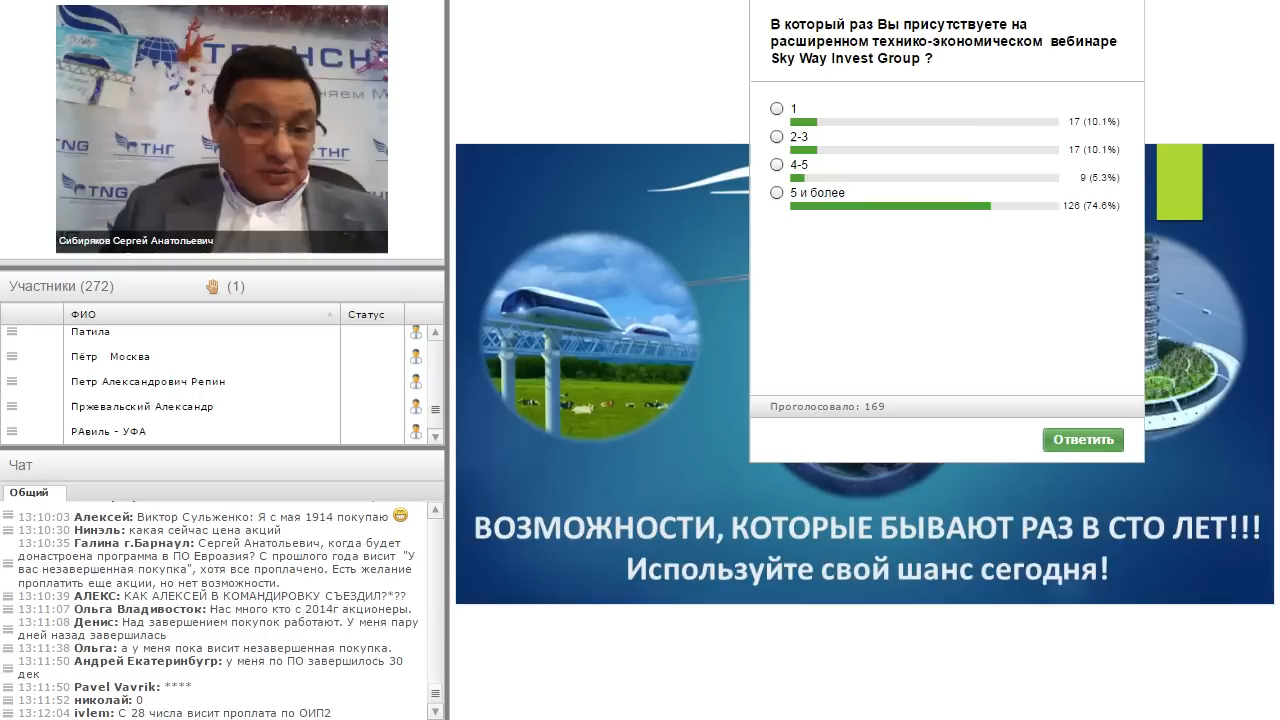 ТРАНСН
М
няем М
TNG
ТНГ
ТНГ
TNG
TNG
Сибиряков Сергей Анатольевич
Участники (272)
(1)
ФИО
Статус
Патила
Пётр Москва
Петр Александрович Репин
Пржевальский Александр
РАвиль - УФА
Чат
Общий
13:10:03 Алексей: Виктор Сульженко: Я с мая 1914 покупаю
13:10:30 Нинэль: какая сейчас цена акций
13:10:35 Галина г.Барнаул: Сергей Анатольевич, когда будет
донастроена программа в ПО Евроазия? С прошлого года висит "У
вас незавершенная покупка", хотя все проплачено. Есть желание
проплатить еще акции, но нет возможности.
13:10:39 АЛЕКС: КАК АЛЕКСЕЙ В КОМАНДИРОВКУ СЪЕЗДИЛ?*??
13:11:07 Ольга Владивосток: Нас много кто с 2014г акционеры.
13:11:08 Денис: Над завершением покупок работают. У меня пару
дней назад завершилась
13:11:38 Ольга: а у меня пока висит незавершенная покупка.
13:11:50 Андрей Екатеринбугр: у меня по ПО завершилось 30
дек
13:11:50 Pavel Vavrik: ****
13:11:52 николай: 0
13:12:04 ivlem: С 28 числа висит проплата по ОИП2
В который раз Вы присутствуете на
расширенном технико-экономическом вебинаре
Sky Way Invest Group ?
1
17 (10.1%)
2-3
17 (10.1%)
4-5
9 (5.3%)
5 и более
126 (74.6%)
Проголосовало: 169
Ответить
ВОЗМОЖНОСТИ, КОТОРЫЕ БЫВАЮТ РАЗ В СТО ЛЕТ!!!
Используйте свой шанс сегодня!